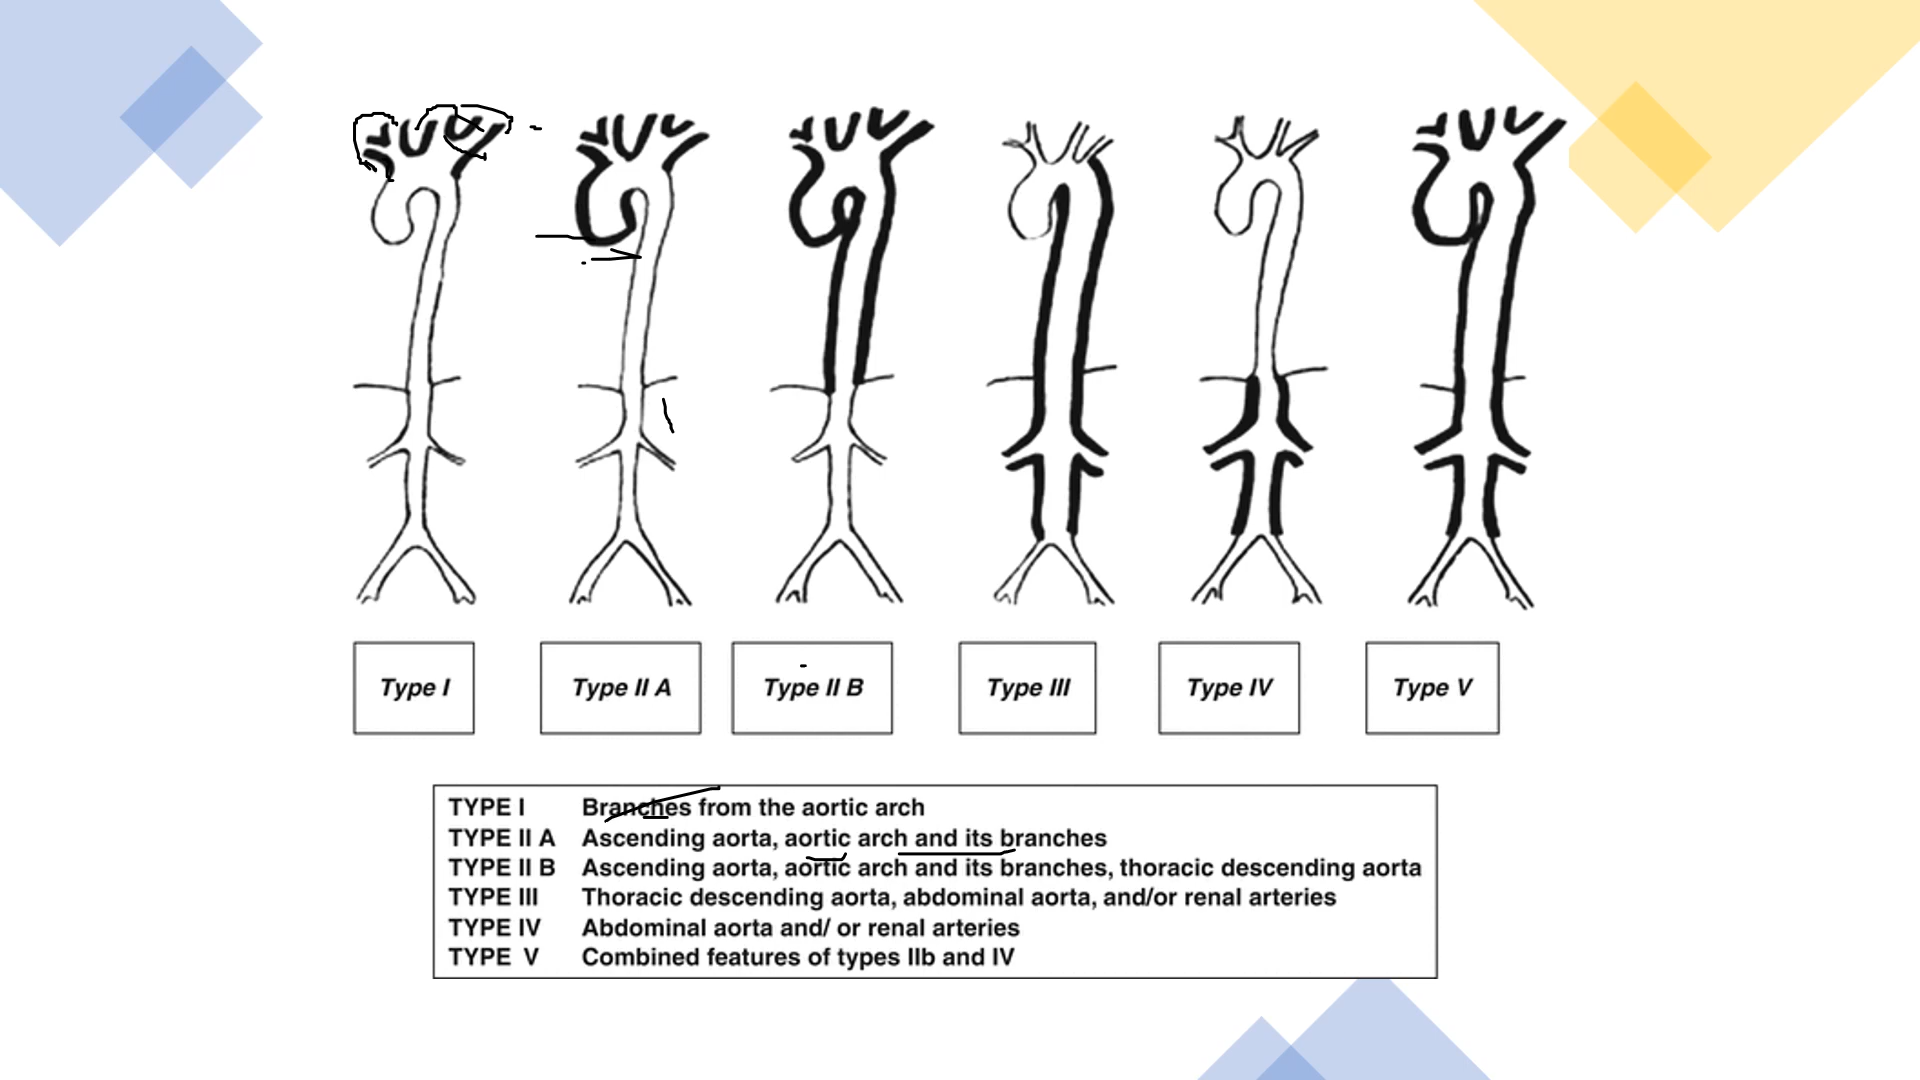 Type I
Type II A
Type II B
Type III
Type IV
Type V
TYPE I Branches from the aortic arch
TYPE II A Ascending aorta, aortic arch and its branches
TYPE II B Ascending aorta, aortic arch and its branches, thoracic descending aorta
TYPE III Thoracic descending aorta, abdominal aorta, and/or renal arteries
TYPE IV Abdominal aorta and/ or renal arteries
TYPE V Combined features of types IIb and IV